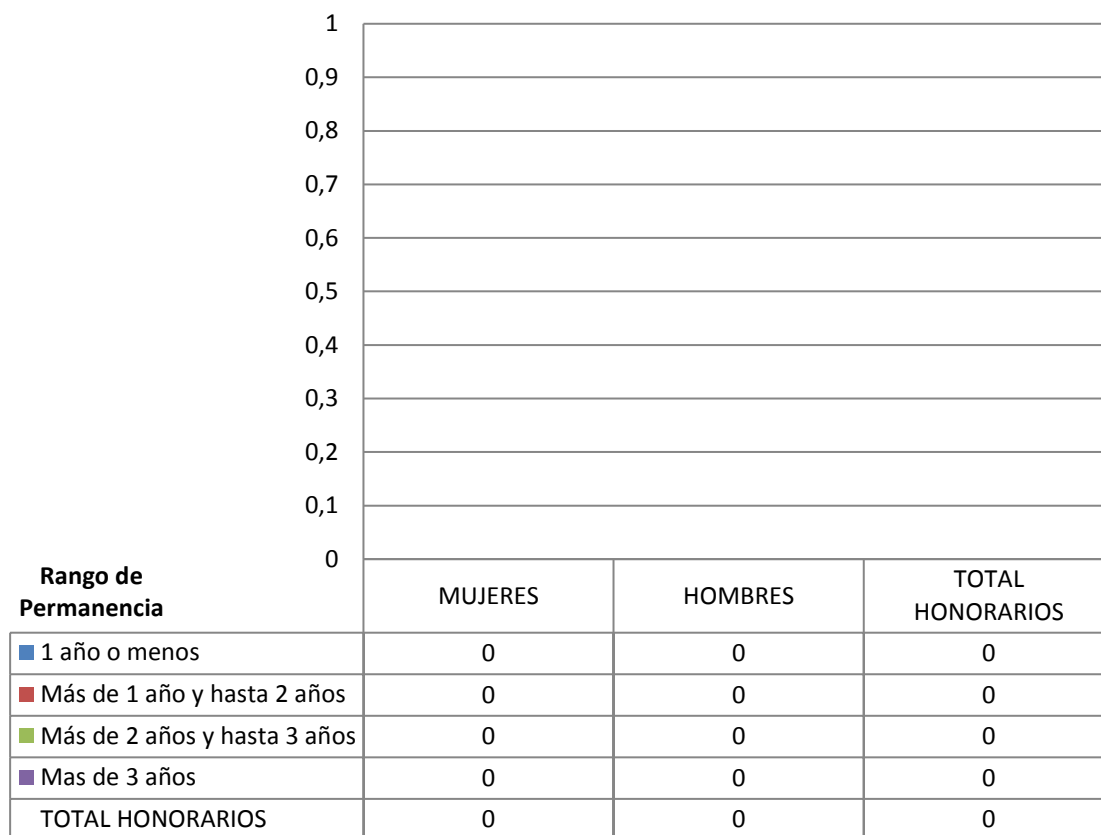 1
0,9
0,8
0,7
0,6
0,5
0,4
0,3
0,2
0,1
0
Rango de
Permanencia
MUJERES HOMBRES TOTAL
HONORARIOS
1 año o menos 0 0 0
Más de 1 año y hasta 2 años 0 0 0
Más de 2 años y hasta 3 años 0 0 0
Mas de 3 años 0 0 0
TOTAL HONORARIOS 0 0 0